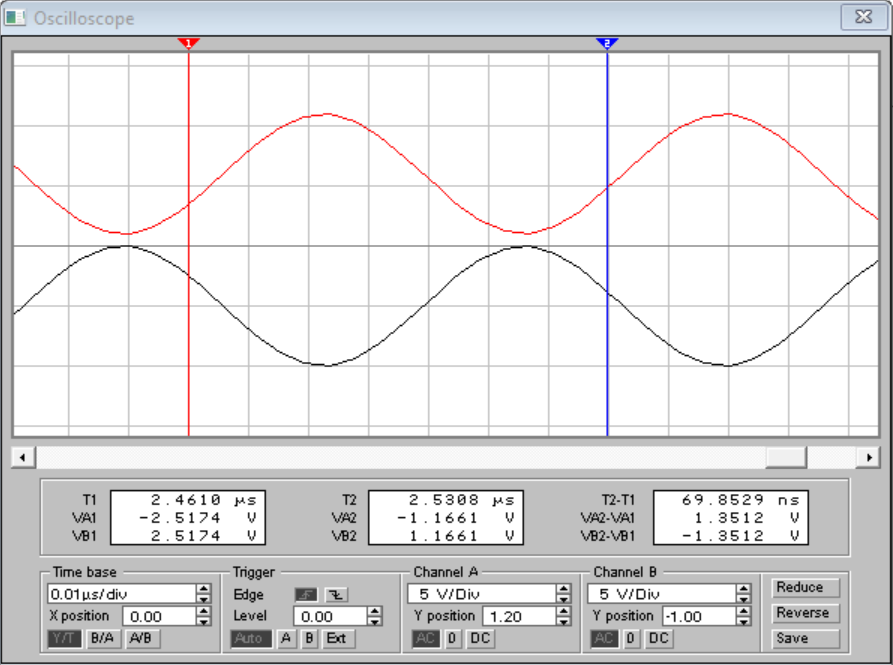 Oscilloscope
1 2
T1 2.4610 µs T2 2.5308 µs T2-T1 69.8529 ns
VA1 -2.5174 V VA2 -1.1661 V VA2-VA1 1.3512 V
VB1 2.5174 V VB2 1.1661 V VB2-VB1 -1.3512 V
Time base Trigger Channel A Channel B
0.01µs/div Edge 5 V/Div 5 V/Div Reduce
X position 0.00 Level 0.00 Y position 1.20 Y position -1.00 Reverse
Y/T B/A A/B Auto A B Ext AC 0 DC AC 0 DC Save